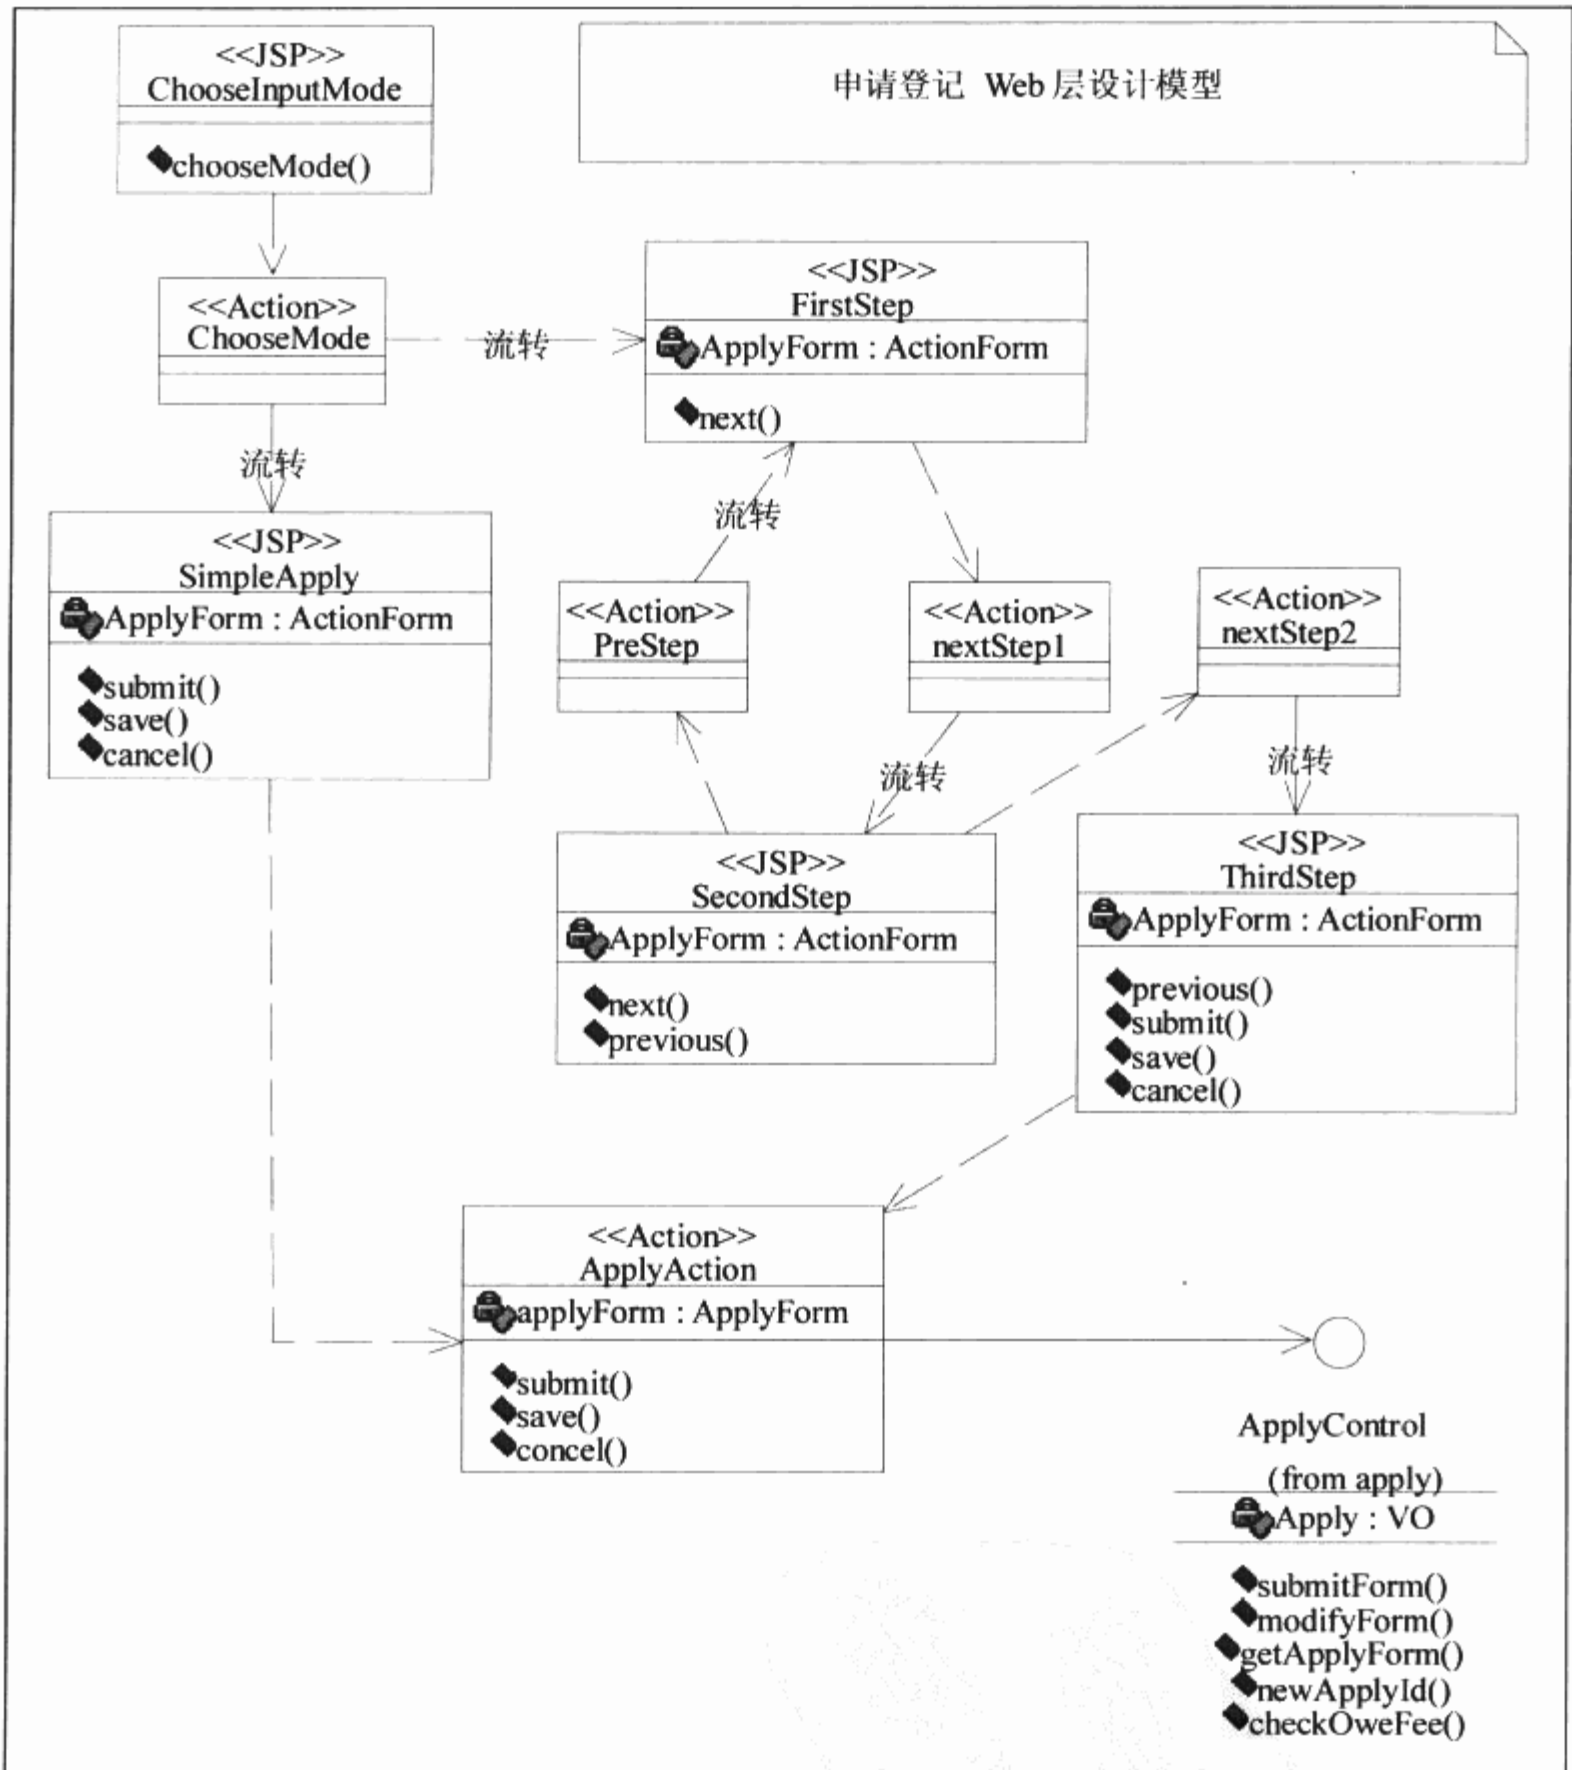 <<JSP>>
ChooseInputMode
chooseMode()
申请登记 Web 层设计模型
<<Action>>
ChooseMode
流转
<<JSP>>
FirstStep
ApplyForm : ActionForm
next()
流转
<<JSP>>
SimpleApply
ApplyForm : ActionForm
submit()
save()
cancel()
流转
<<Action>>
PreStep
<<Action>>
nextStep1
<<Action>>
nextStep2
流转
流转
<<JSP>>
SecondStep
ApplyForm : ActionForm
next()
previous()
<<JSP>>
ThirdStep
ApplyForm : ActionForm
previous()
submit()
save()
cancel()
<<Action>>
ApplyAction
applyForm : ApplyForm
submit()
save()
concel()
ApplyControl
(from apply)
Apply : VO
submitForm()
modifyForm()
getApplyForm()
newApplyId()
checkOweFee()